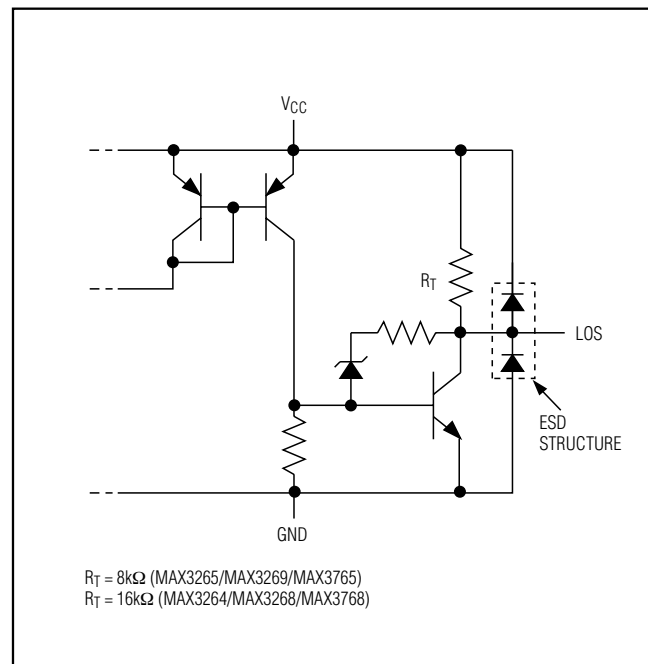 VCC
RT
LOS
ESD
STRUCTURE
GND
RT = 8kΩ (MAX3265/MAX3269/MAX3765)
RT = 16kΩ (MAX3264/MAX3268/MAX3768)